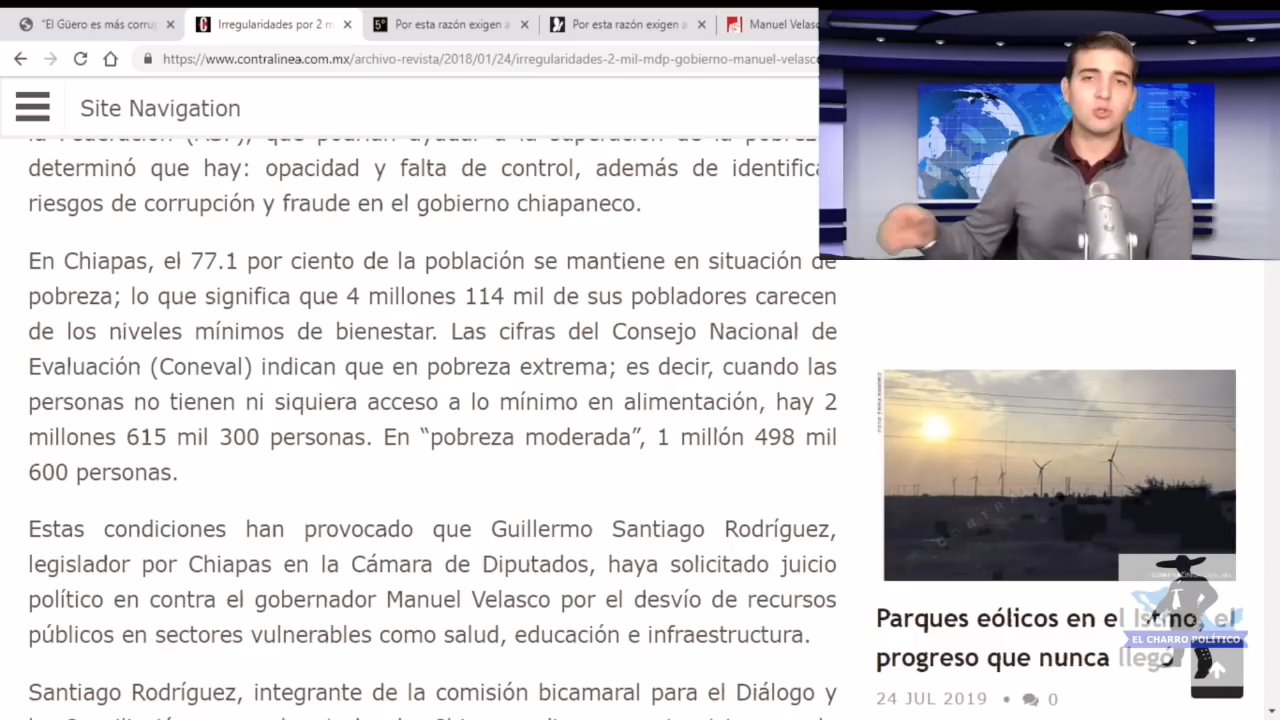 "El Güero es más corrup
Irregularidades por 2 m
Por esta razón exigen a
Por esta razón exigen a
Manuel Velasc
https://www.contralinea.com.mx/archivo-revista/2018/01/24/irregularidades-2-mil-mdp-gobierno-manuel-velasc
Site Navigation
determinó que hay: opacidad y falta de control, además de identifica
riesgos de corrupción y fraude en el gobierno chiapaneco.
En Chiapas, el 77.1 por ciento de la población se mantiene en situación de
pobreza; lo que significa que 4 millones 114 mil de sus pobladores carecen
de los niveles mínimos de bienestar. Las cifras del Consejo Nacional de
Evaluación (Coneval) indican que en pobreza extrema; es decir, cuando las
personas no tienen ni siquiera acceso a lo mínimo en alimentación, hay 2
millones 615 mil 300 personas. En “pobreza moderada”, 1 millón 498 mil
600 personas.
Estas condiciones han provocado que Guillermo Santiago Rodríguez,
legislador por Chiapas en la Cámara de Diputados, haya solicitado juicio
político en contra el gobernador Manuel Velasco por el desvío de recursos
públicos en sectores vulnerables como salud, educación e infraestructura.
Santiago Rodríguez, integrante de la comisión bicamaral para el Diálogo y
Parques eólicos en el Istmo, el
progreso que nunca llegó
24 JUL 2019 • 0
EL CHARRO POLÍTICO